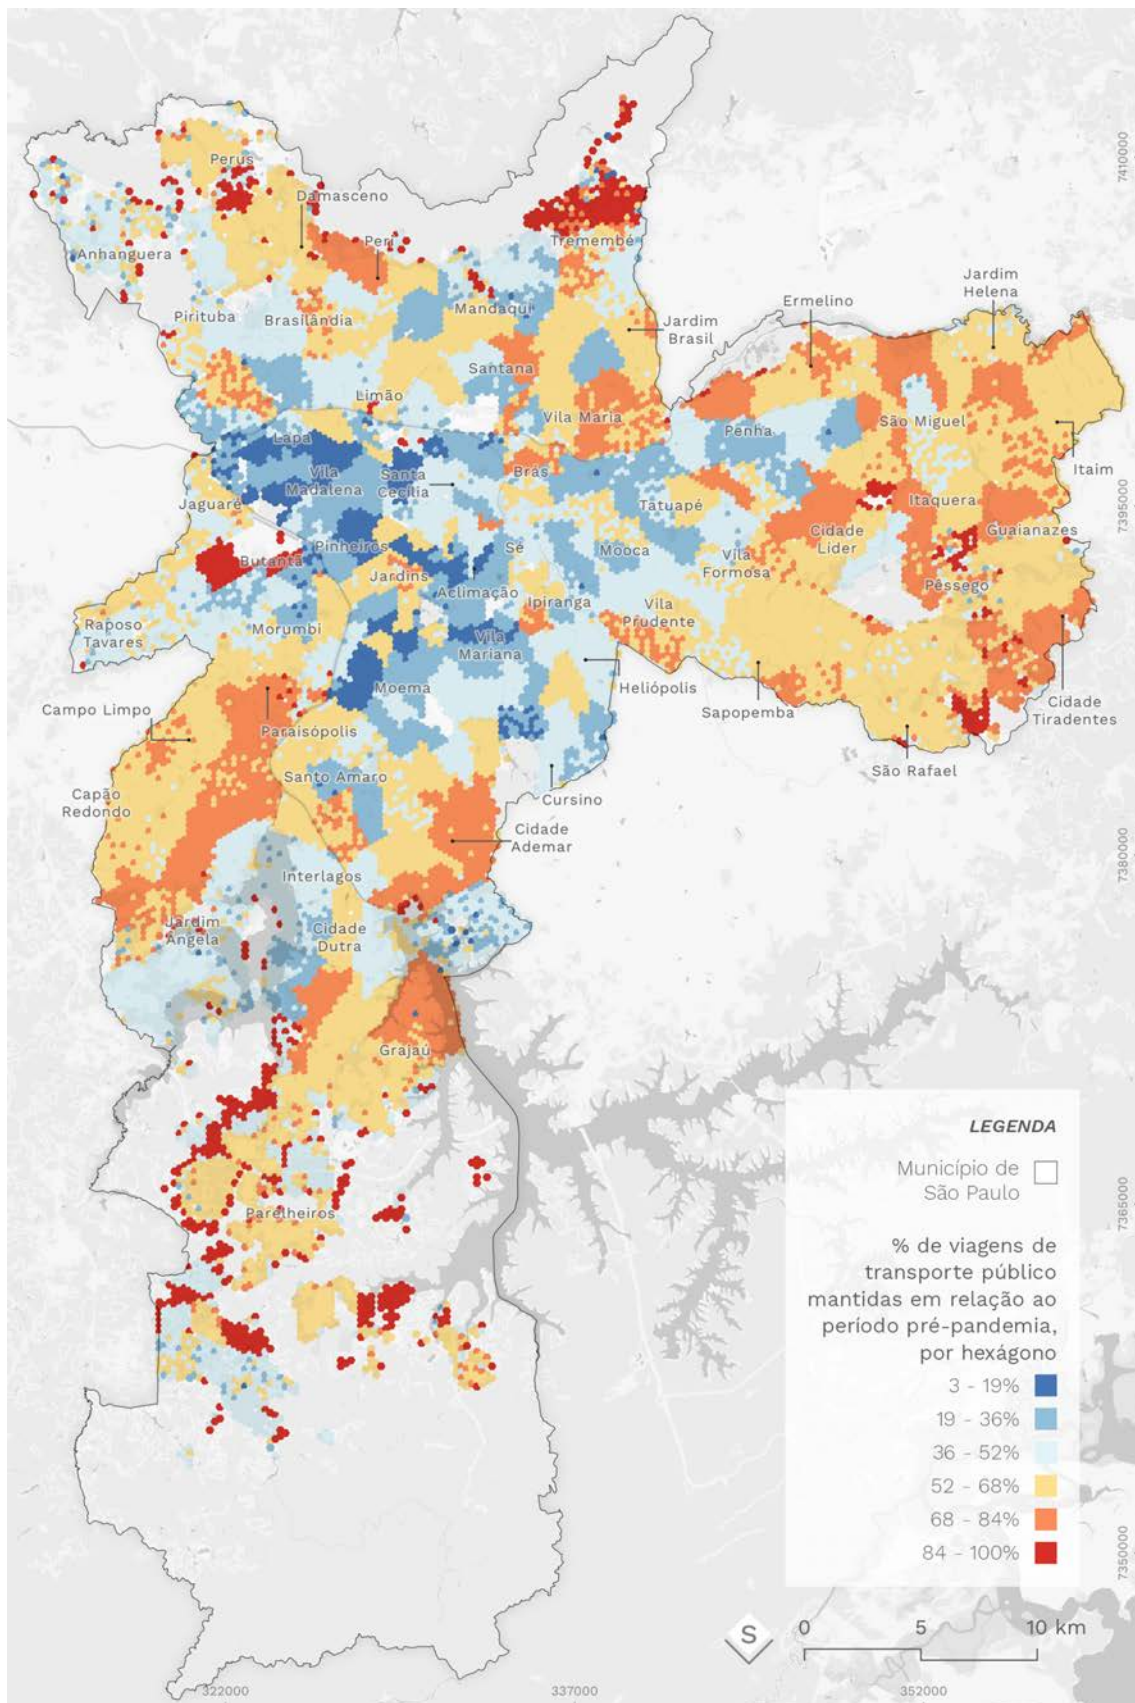 7410000
Perus
Damasceno
Peri
Tremembé
Anhanguera
Jardim
Helena
Ermelino
Pirituba
Brasilândia
Mandaqui
Jardim
Brasil
Santana
Limão
Vila Maria
São Miguel
Penha
Lapa
Itaim
Vila
Madalena
Santa
Cecília
Brás
Jaguaré
Tatuapé
Itaquera
7395000
Cidade
Líder
Guaianazes
Pinheiros
Sé
Mooca
Butantã
Jardins
Vila
Formosa
Pêssego
Aclimação
Ipiranga
Vila
Prudente
Raposo
Tavares
Morumbi
Vila
Mariana
Moema
Heliópolis
Cidade
Tiradentes
Campo Limpo
Sapopemba
Paraisópolis
São Rafael
Santo Amaro
Capão
Redondo
Cursino
Cidade
Ademar
7380000
Interlagos
Jardim
Ângela
Cidade
Dutra
Grajaú
LEGENDA
Município de
São Paulo
7365000
Parelheiros
% de viagens de
transporte público
mantidas em relação ao
período pré-pandemia,
por hexágono
3 - 19%
19 - 36%
36 - 52%
52 - 68%
68 - 84%
84 - 100%
7350000
S
0 5 10 km
322000 337000 352000